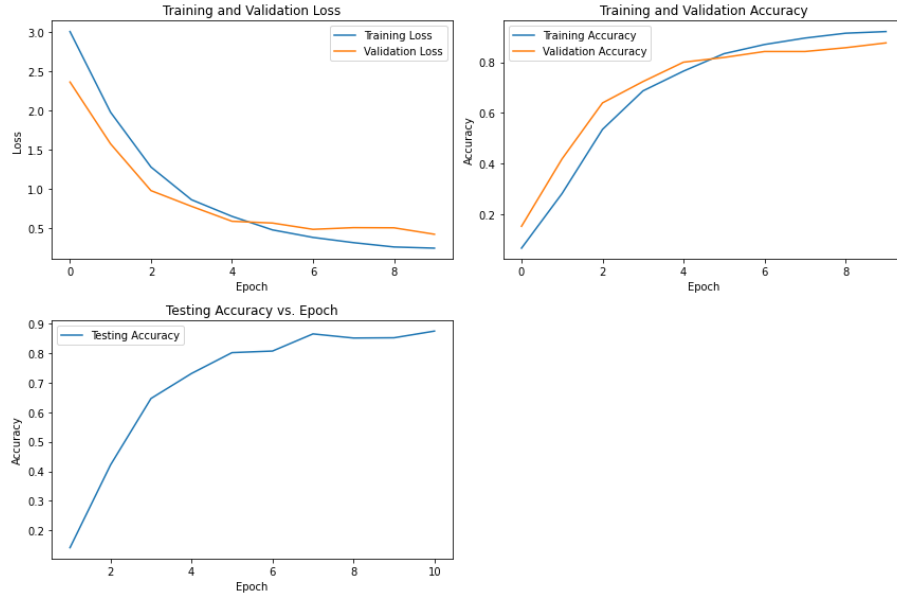 Training and Validation Loss
Training Loss
Validation Loss
3.0
2.5
2.0
1.5
1.0
0.5
Loss
0 2 4 6 8
Epoch
Training and Validation Accuracy
Training Accuracy
Validation Accuracy
0.8
0.6
0.4
0.2
Accuracy
0 2 4 6 8
Epoch
Testing Accuracy vs. Epoch
Testing Accuracy
0.9
0.8
0.7
0.6
0.5
0.4
0.3
0.2
Accuracy
2 4 6 8 10
Epoch